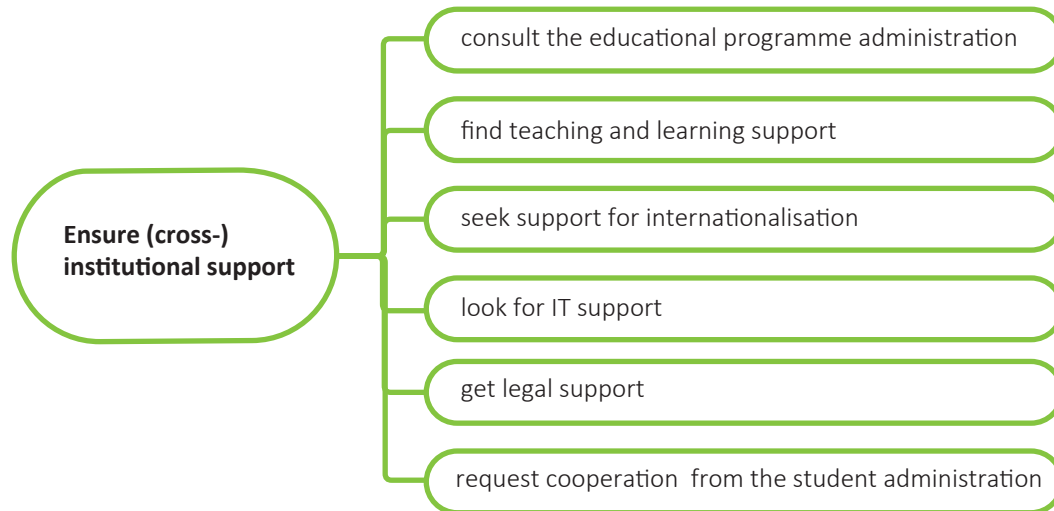 consult the educational programme administration
find teaching and learning support
seek support for internationalisation
Ensure (cross-)
institutional support
look for IT support
get legal support
request cooperation  from the student administration